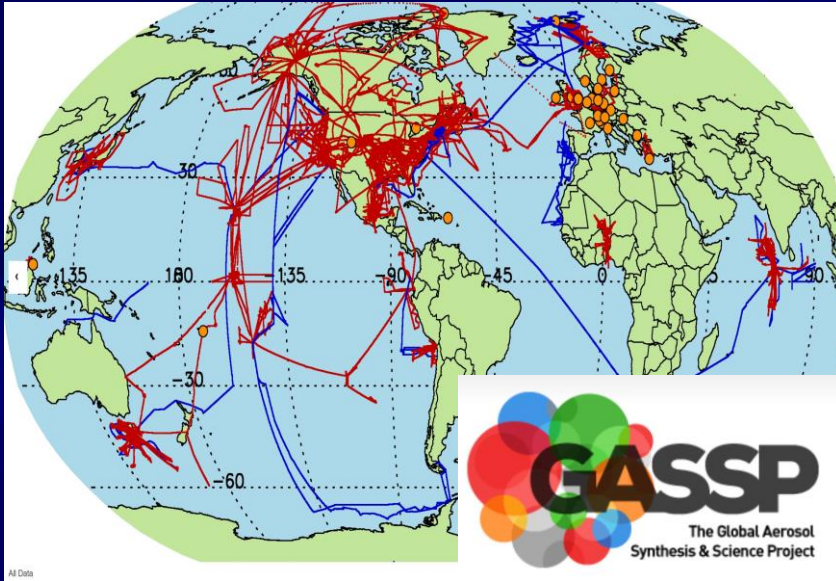 30
135
180
-135
-90
-45
0
90
-30
-60
GASSP
The Global Aerosol
Synthesis & Science Project
All Data